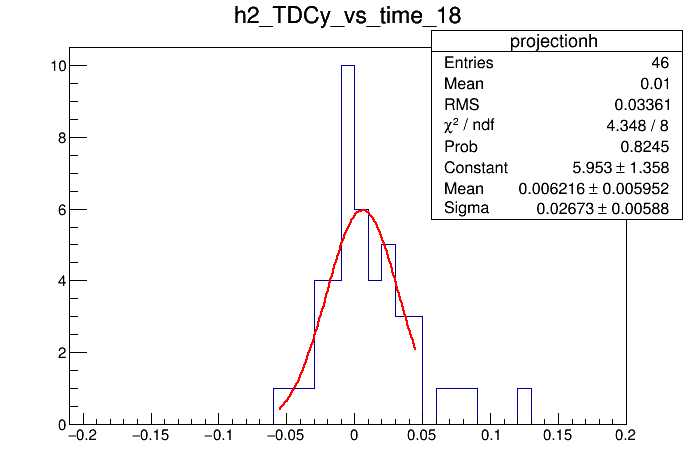 h2_TDCy_vs_time_18
projectionh
Entries 46
Mean 0.01
RMS 0.03361
χ² / ndf 4.348 / 8
Prob 0.8245
Constant 5.953 ± 1.358
Mean 0.006216 ± 0.005952
Sigma 0.02673 ± 0.00588
10
8
6
4
2
0
−0.2 −0.15 −0.1 −0.05 0 0.05 0.1 0.15 0.2